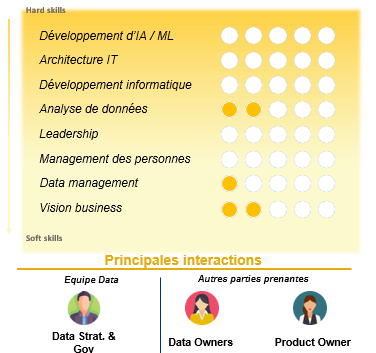 Hard skills
Développement d'IA / ML
Architecture IT
Développement informatique
Analyse de données
Leadership
Management des personnes
Data management
Vision business
Soft skills
Principales interactions
Equipe Data
Autres parties prenantes
Data Strat. &
Gov
Data Owners
Product Owner